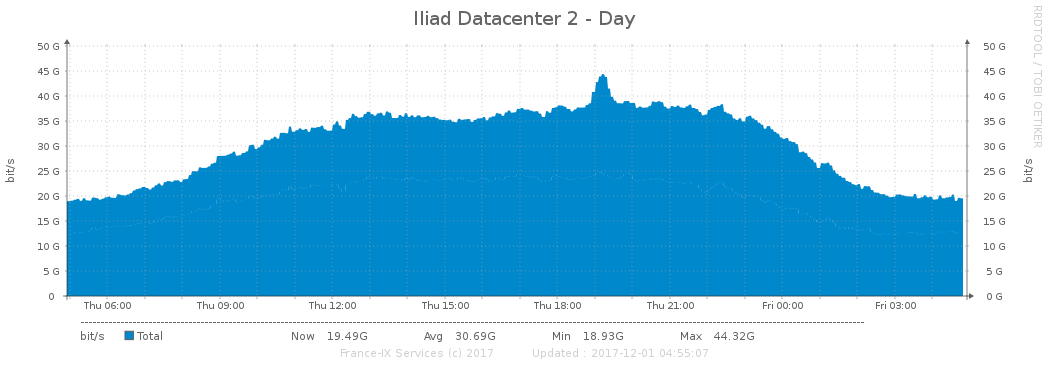 Iliad Datacenter 2 - Day
RRDTOOL / TOBI OETIKER
50 G 50 G
45 G 45 G
40 G 40 G
35 G 35 G
30 G 30 G
25 G 25 G
20 G 20 G
15 G 15 G
10 G 10 G
5 G 5 G
0 0 G
bit/s bit/s
Thu 06:00 Thu 09:00 Thu 12:00 Thu 15:00 Thu 18:00 Thu 21:00 Fri 00:00 Fri 03:00
bit/s Total Now 19.49G Avg 30.69G Min 18.93G Max 44.32G
France-IX Services (c) 2017 Updated : 2017-12-01 04:55:07